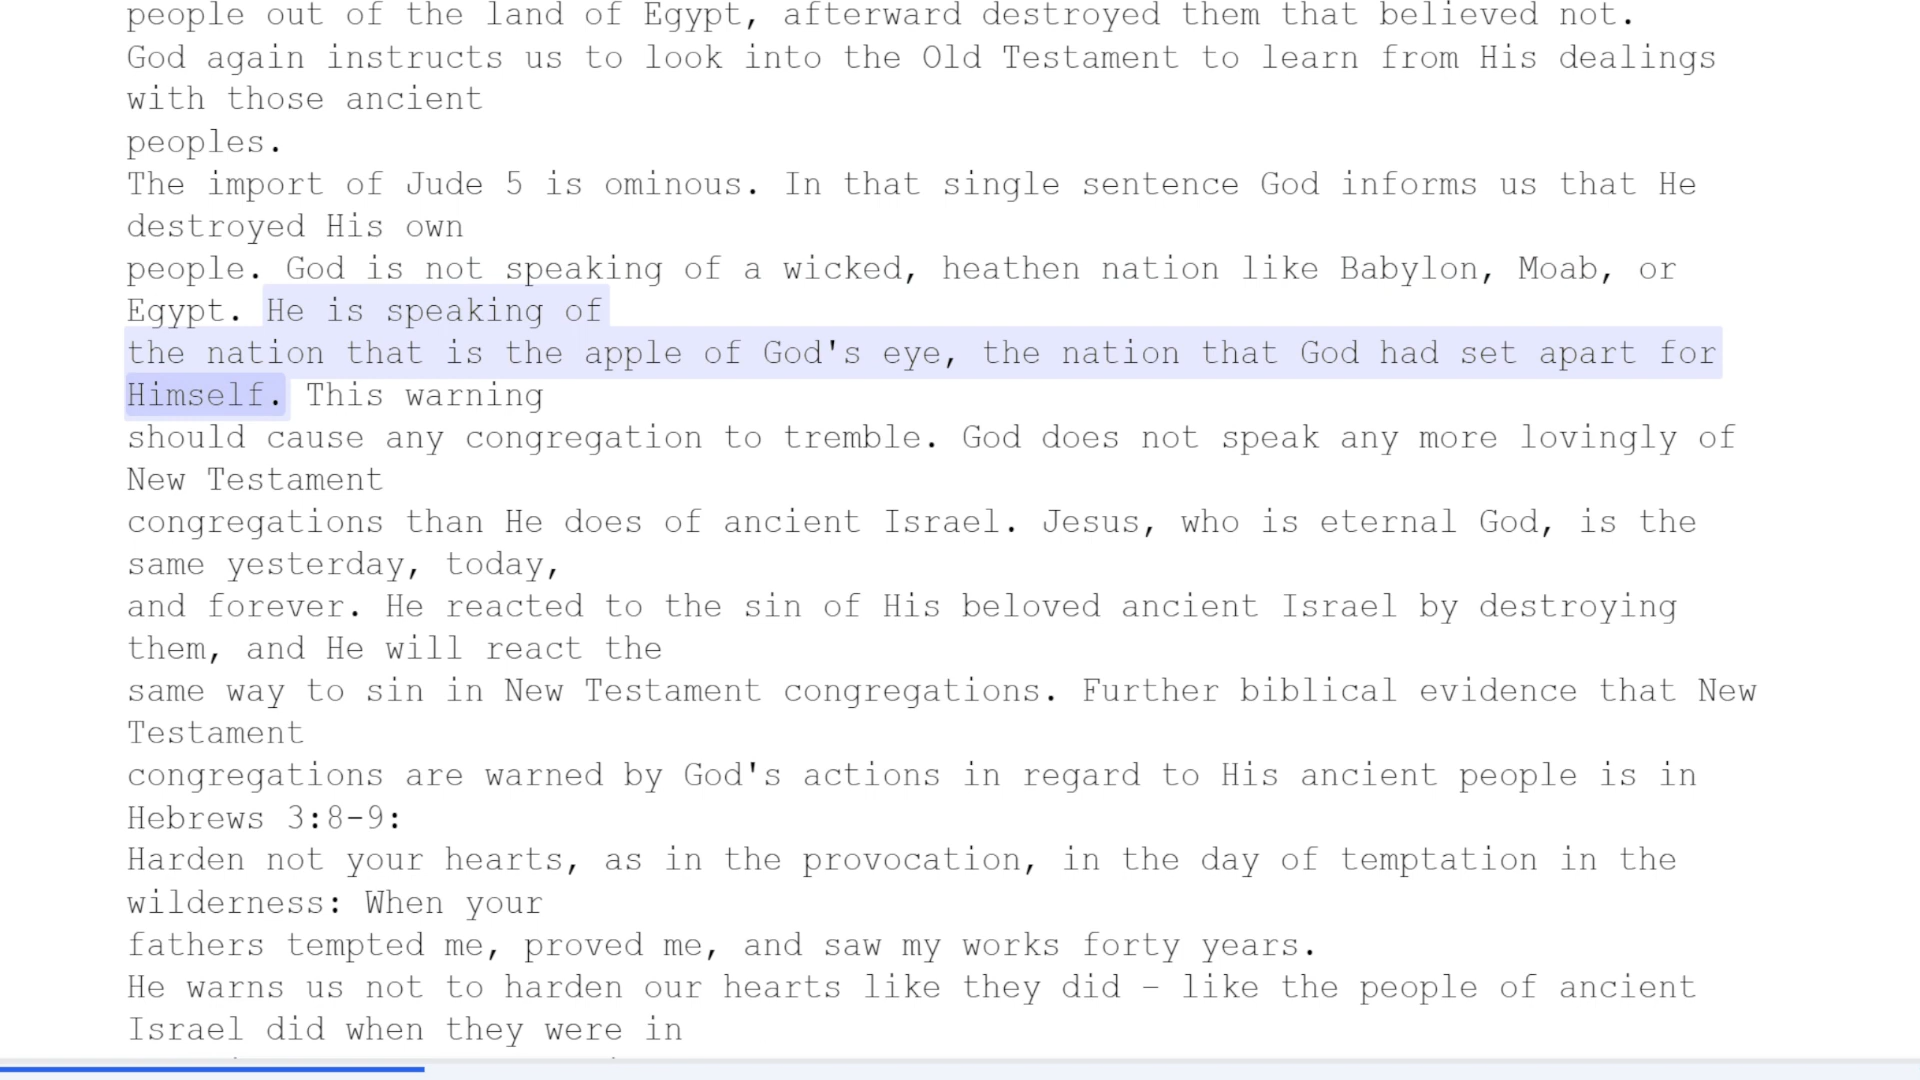 people out of the land of Egypt, afterward destroyed them that believed not.
God again instructs us to look into the Old Testament to learn from His dealings
with those ancient
peoples.
The import of Jude 5 is ominous. In that single sentence God informs us that He
destroyed His own
people. God is not speaking of a wicked, heathen nation like Babylon, Moab, or
Egypt. He is speaking of
the nation that is the apple of God's eye, the nation that God had set apart for
Himself. This warning
should cause any congregation to tremble. God does not speak any more lovingly of
New Testament
congregations than He does of ancient Israel. Jesus, who is eternal God, is the
same yesterday, today,
and forever. He reacted to the sin of His beloved ancient Israel by destroying
them, and He will react the
same way to sin in New Testament congregations. Further biblical evidence that New
Testament
congregations are warned by God's actions in regard to His ancient people is in
Hebrews 3:8-9:
Harden not your hearts, as in the provocation, in the day of temptation in the
wilderness: When your
fathers tempted me, proved me, and saw my works forty years.
He warns us not to harden our hearts like they did – like the people of ancient
Israel did when they were in